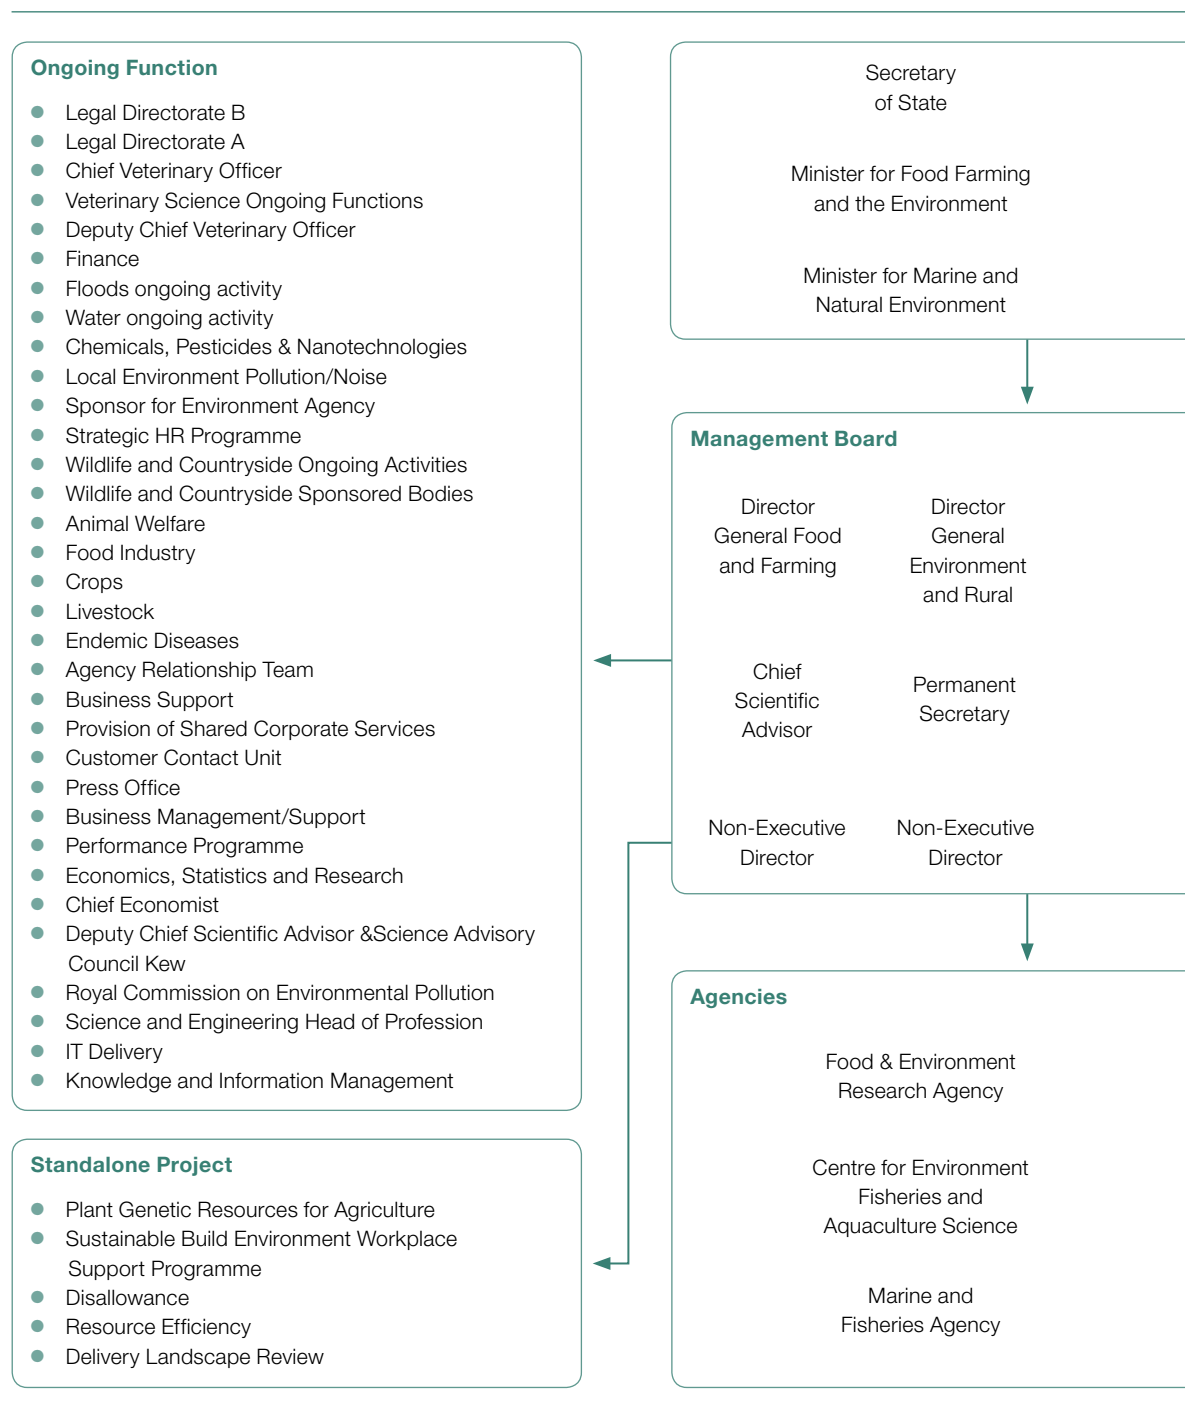 Ongoing Function
Legal Directorate B
Legal Directorate A
Chief Veterinary Officer
Veterinary Science Ongoing Functions
Deputy Chief Veterinary Officer
Finance
Floods ongoing activity
Water ongoing activity
Chemicals, Pesticides & Nanotechnologies
Local Environment Pollution/Noise
Sponsor for Environment Agency
Strategic HR Programme
Wildlife and Countryside Ongoing Activities
Wildlife and Countryside Sponsored Bodies
Animal Welfare
Food Industry
Crops
Livestock
Endemic Diseases
Agency Relationship Team
Business Support
Provision of Shared Corporate Services
Customer Contact Unit
Press Office
Business Management/Support
Performance Programme
Economics, Statistics and Research
Chief Economist
Deputy Chief Scientific Advisor &Science Advisory
Council Kew
Royal Commission on Environmental Pollution
Science and Engineering Head of Profession
IT Delivery
Knowledge and Information Management
Standalone Project
Plant Genetic Resources for Agriculture
Sustainable Build Environment Workplace
Support Programme
Disallowance
Resource Efficiency
Delivery Landscape Review
Secretary
of State
Minister for Food Farming
and the Environment
Minister for Marine and
Natural Environment
Management Board
Director
General Food
and Farming
Director
General
Environment
and Rural
Chief
Scientific
Advisor
Permanent
Secretary
Non-Executive
Director
Non-Executive
Director
Agencies
Food & Environment
Research Agency
Centre for Environment
Fisheries and
Aquaculture Science
Marine and
Fisheries Agency